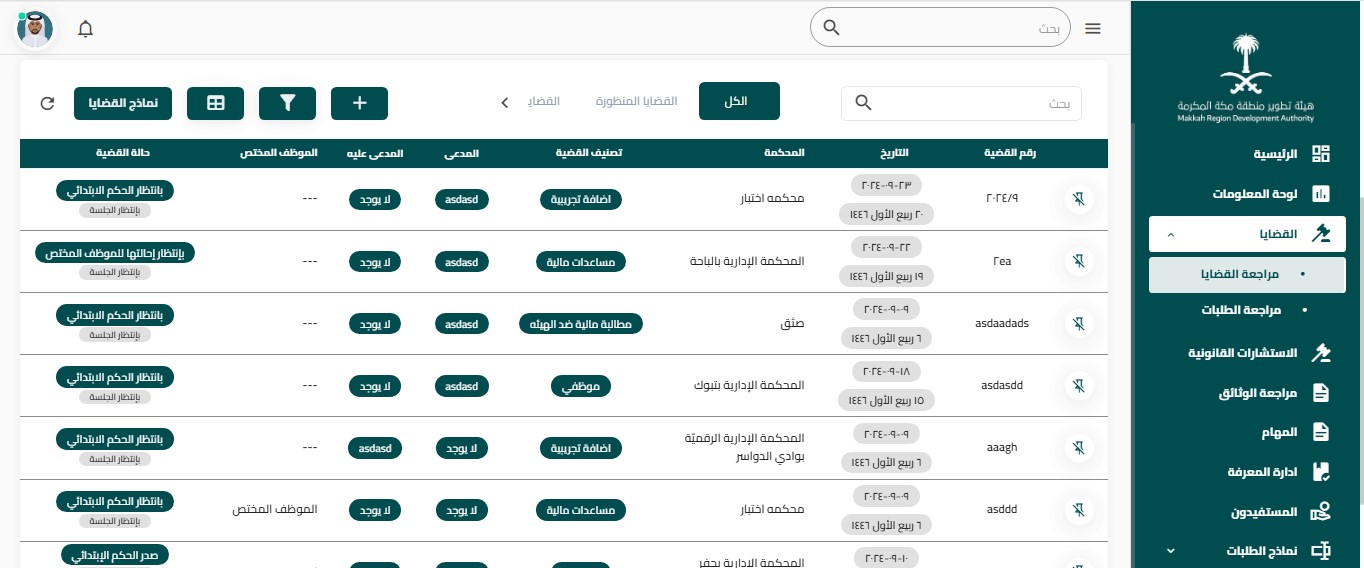 هيئة تطوير منطقة مكة المكرمة
Makkah Region Development Authority
الرئيسية
لوحة المعلومات
القضايا
مراجعة القضايا
مراجعة الطلبات
الاستشارات القانونية
مراجعة الوثائق
المهام
ادارة المعرفة
المستفيدون
نماذج الطلبات
بحث
بحث
الكل
القضايا المنظورة
القضايا
نماذج القضايا
رقم القضية التاريخ المحكمة تصنيف القضية المدعى المدعى عليه الموظف المختص حالة القضية
٢٠٢٤/٩ ٢٠٢٤-٠٩-٢٣ محكمه اختبار اضافة تجريبية asdasd لا يوجد --- بانتظار الحكم الابتدائي
٢٠ ربيع الأول ١٤٤٦ بإنتظار الجلسة
٢ea ٢٠٢٤-٠٩-٢٢ المحكمة الإدارية بالباحة مساعدات مالية asdasd لا يوجد --- بإنتظار إحالتها للموظف المختص
١٩ ربيع الأول ١٤٤٦ بإنتظار الجلسة
asdaadads ٢٠٢٤-٠٩-٠٩ صثق مطالبة مالية ضد الهيئه asdasd لا يوجد --- بانتظار الحكم الابتدائي
٦ ربيع الأول ١٤٤٦ بإنتظار الجلسة
asdasdd ٢٠٢٤-٠٩-١٨ المحكمة الإدارية بتبوك موظفي asdasd لا يوجد --- بانتظار الحكم الابتدائي
١٥ ربيع الأول ١٤٤٦ بإنتظار الجلسة
aaagh ٢٠٢٤-٠٩-٠٩ المحكمة الإدارية الرقميّة بوادي الدواسر اضافة تجريبية لا يوجد asdasd --- بانتظار الحكم الابتدائي
٦ ربيع الأول ١٤٤٦ بإنتظار الجلسة
asddd ٢٠٢٤-٠٩-٠٩ محكمه اختبار مساعدات مالية لا يوجد لا يوجد الموظف المختص بانتظار الحكم الابتدائي
٦ ربيع الأول ١٤٤٦ بإنتظار الجلسة
٢٠٢٤-٠٩-١٠ المحكمة الإدارية بحفر صدر الحكم الإبتدائي